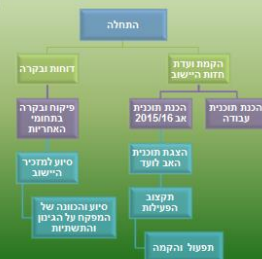 התחלה
הקמת ועדת
חזות היישוב
דוחות ובקרה
הכנת תוכנית
עבודה
הכנת תוכנית
אב 2015/16
פיקוח ובקרה
בתחומי
האחריות
הצגת תוכנית
האב לועד
סיוע למזכיר
היישוב
תקצוב
הפעילות
סיוע והכוונה של
המפקח על הגינון
והתשתיות
תפעול והקמה